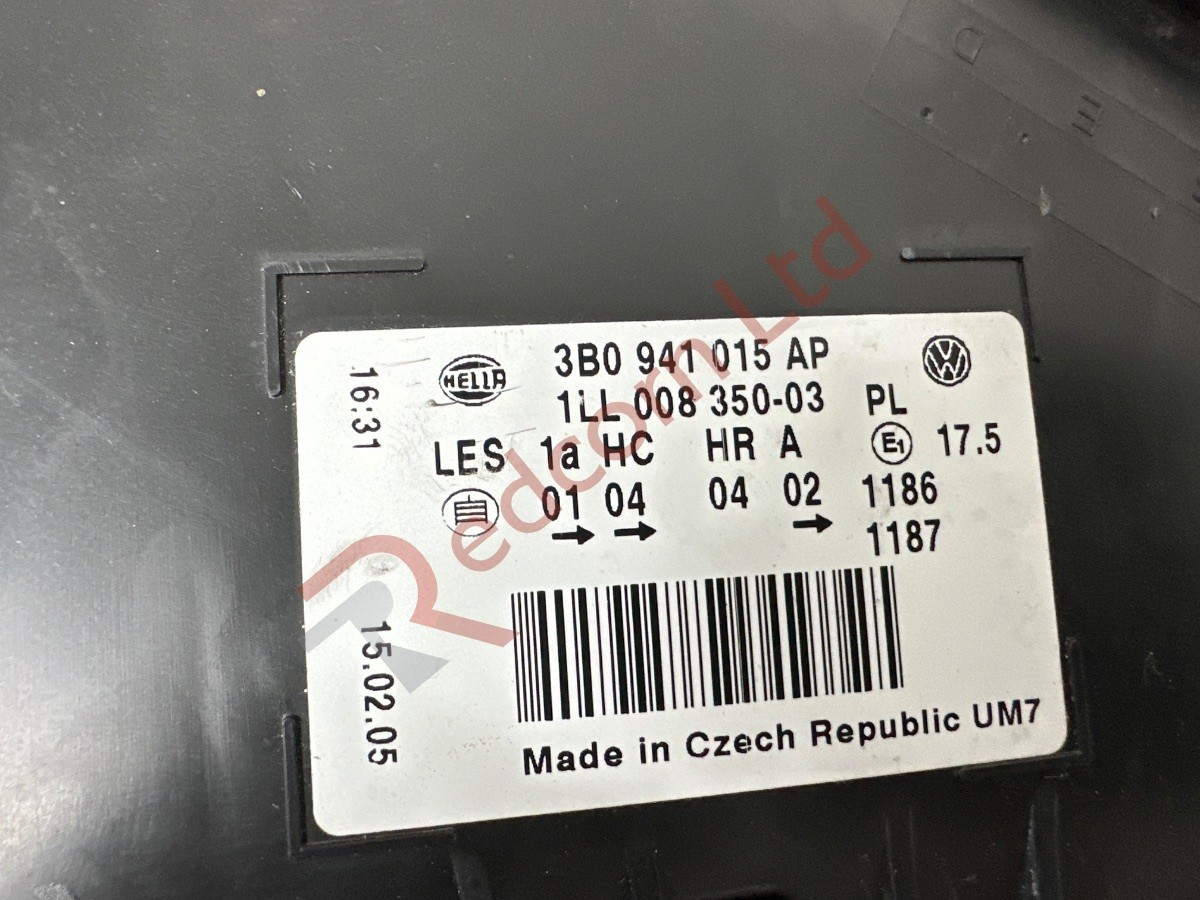 D
E
HELLA
3B0 941 015 AP
1LL 008 350-03 PL
LES 1a HC HR A E1 17.5
01 04 04 02 1186
1187
16:31
15.02.05
Made in Czech Republic UM7
Redcorn Ltd